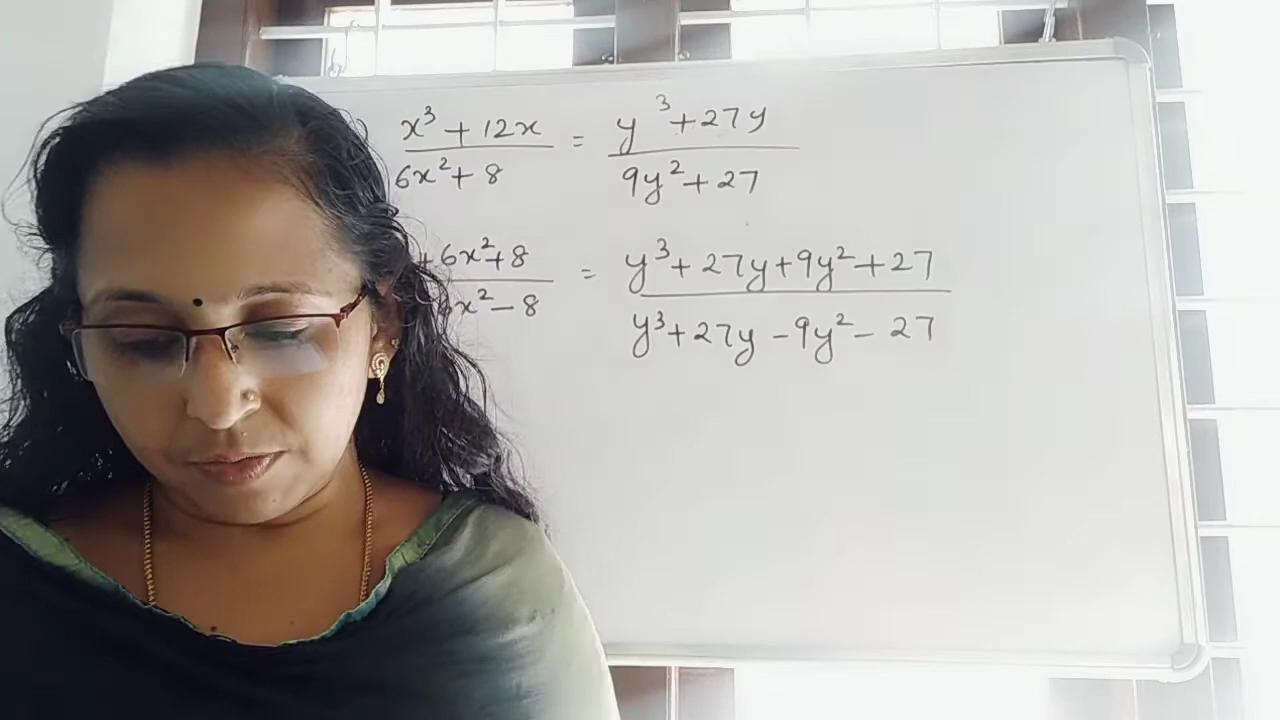 x³ + 12x / 6x² + 8 = y³ + 27y / 9y² + 27
+ 6x² + 8 / x² − 8 = y³ + 27y + 9y² + 27 / y³ + 27y − 9y² − 27